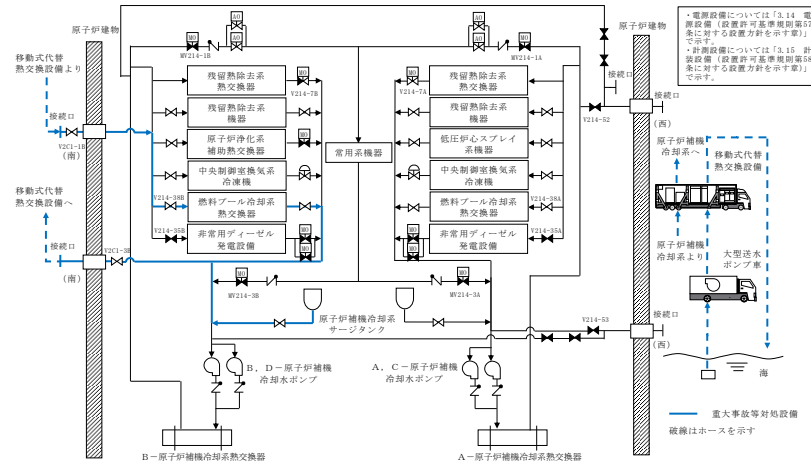 原子炉建物
原子炉建物
・電源設備については「3.14 電
源設備（設置許可基準規則第57
条に対する設置方針を示す章）」
で示す。
・計測設備については「3.15 計
装設備（設置許可基準規則第58
条に対する設置方針を示す章）」
で示す。
移動式代替
熱交換設備より
接続口
V2C1-1B
(南)
移動式代替
熱交換設備へ
接続口
V2C1-3B
(南)
AO
AO
MO
MV214-1B
AO
AO
MO
MV214-1A
残留熱除去系
熱交換器
MO
V214-7B
残留熱除去系
機器
原子炉浄化系
補助熱交換器
MO
中央制御室換気系
冷凍機
V214-38B
燃料プール冷却系
熱交換器
V214-35B
非常用ディーゼル
発電設備
MO
MO
常用系機器
MO
V214-7A
残留熱除去系
熱交換器
残留熱除去系
機器
低圧炉心スプレイ
系機器
中央制御室換気系
冷凍機
燃料プール冷却系
熱交換器
V214-38A
MO
MO
非常用ディーゼル
発電設備
V214-35A
MO
MV214-3B
MO
MV214-3A
原子炉補機冷却系
サージタンク
B，D－原子炉補機
冷却水ポンプ
A，C－原子炉補機
冷却水ポンプ
B－原子炉補機冷却系熱交換器
A－原子炉補機冷却系熱交換器
接続口
接続口
V214-52
(西)
V214-53
接続口
(西)
原子炉補機
冷却系へ
移動式代替
熱交換設備
原子炉補機
冷却系より
大型送水
ポンプ車
海
重大事故等対処設備
破線はホースを示す